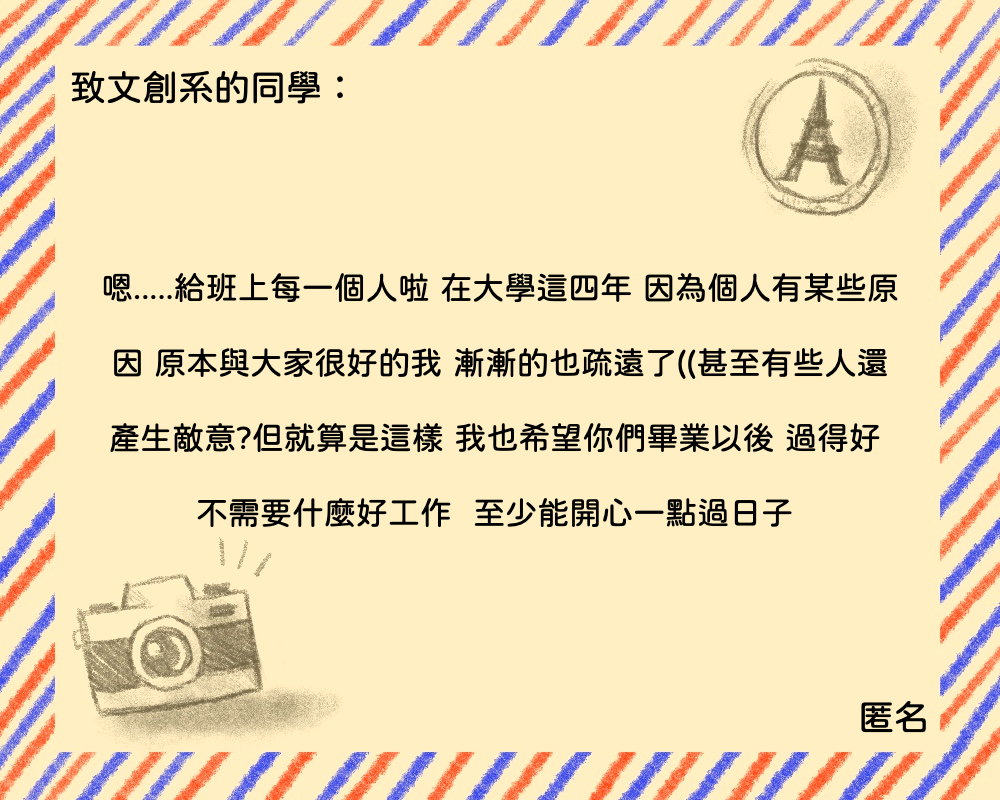 致文創系的同學：
嗯.....給班上每一個人啦 在大學這四年 因為個人有某些原
因 原本與大家很好的我 漸漸的也疏遠了((甚至有些人還
產生敵意?但就算是這樣 我也希望你們畢業以後 過得好
不需要什麼好工作 至少能開心一點過日子
匿名